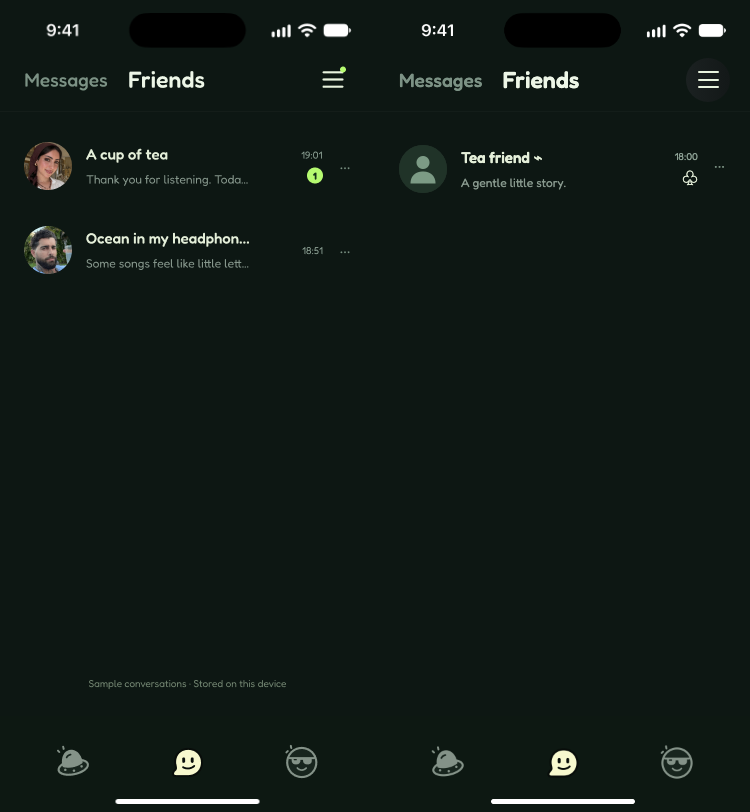 9:41
Messages Friends
A cup of tea
19:01
Thank you for listening. Toda...
1
Ocean in my headphon...
18:51
Some songs feel like little lett...
Sample conversations · Stored on this device
9:41
Messages Friends
Tea friend
18:00
A gentle little story.